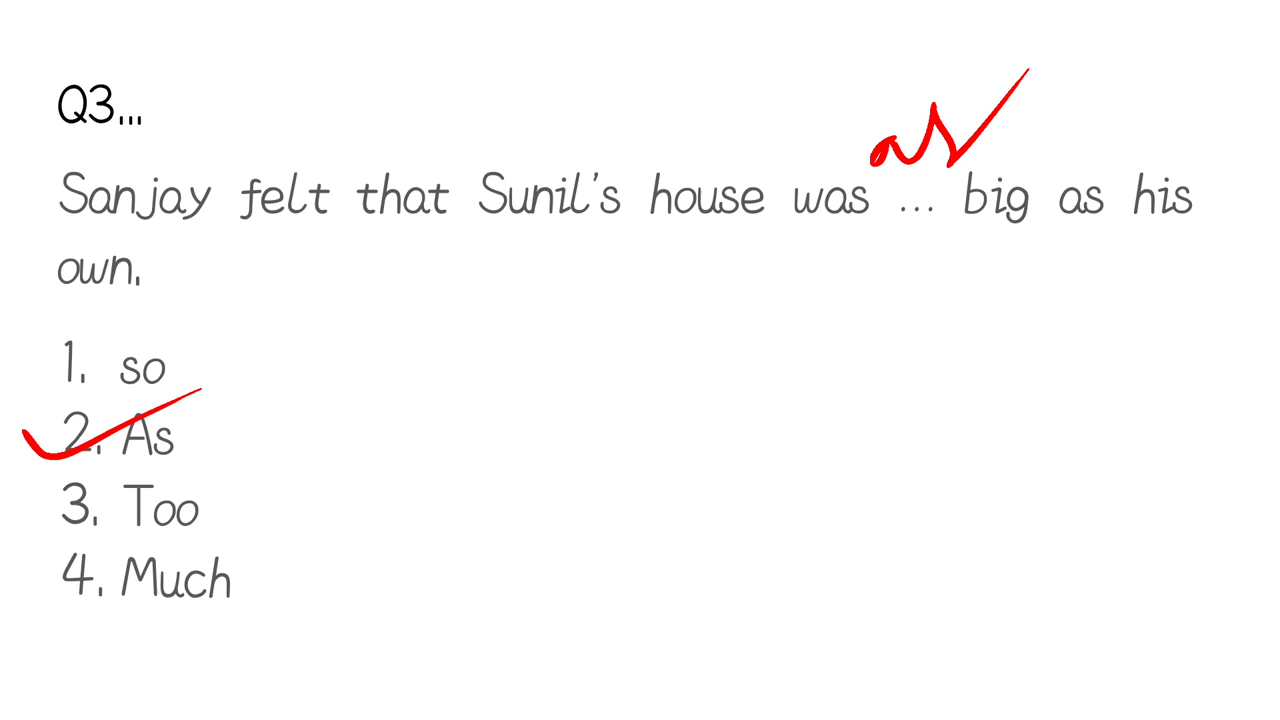 Q3...
as
Sanjay felt that Sunil's house was ... big as his
own.
1. so
2. As
3. Too
4. Much